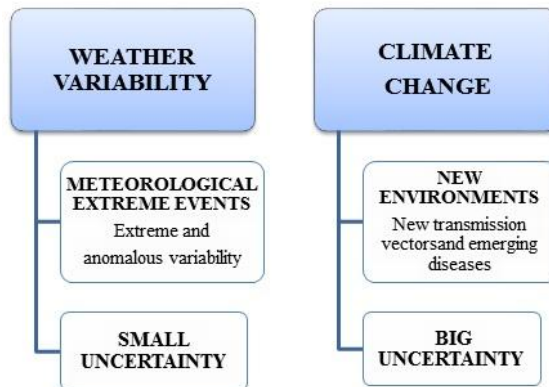 WEATHER
VARIABILITY
METEOROLOGICAL
EXTREME EVENTS
Extreme and
anomalous variability
SMALL
UNCERTAINTY
CLIMATE
CHANGE
NEW
ENVIRONMENTS
New transmission
vectorsand emerging
diseases
BIG
UNCERTAINTY